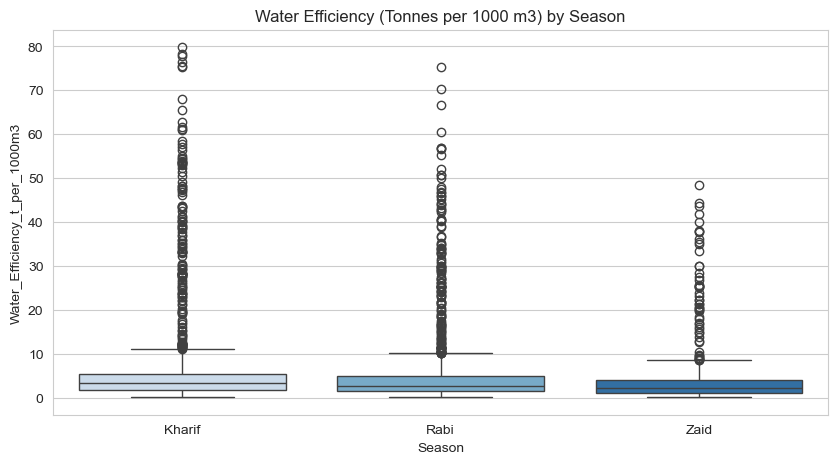 Water Efficiency (Tonnes per 1000 m3) by Season
Water_Efficiency_t_per_1000m3
80
70
60
50
40
30
20
10
0
Kharif
Rabi
Zaid
Season